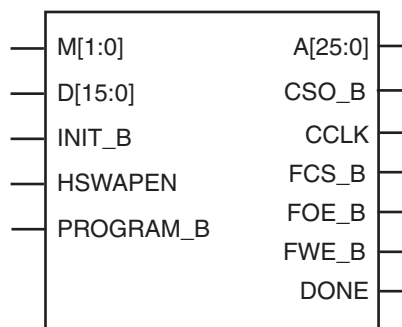 M[1:0]
D[15:0]
INIT_B
HSWAPEN
PROGRAM_B
A[25:0]
CSO_B
CCLK
FCS_B
FOE_B
FWE_B
DONE